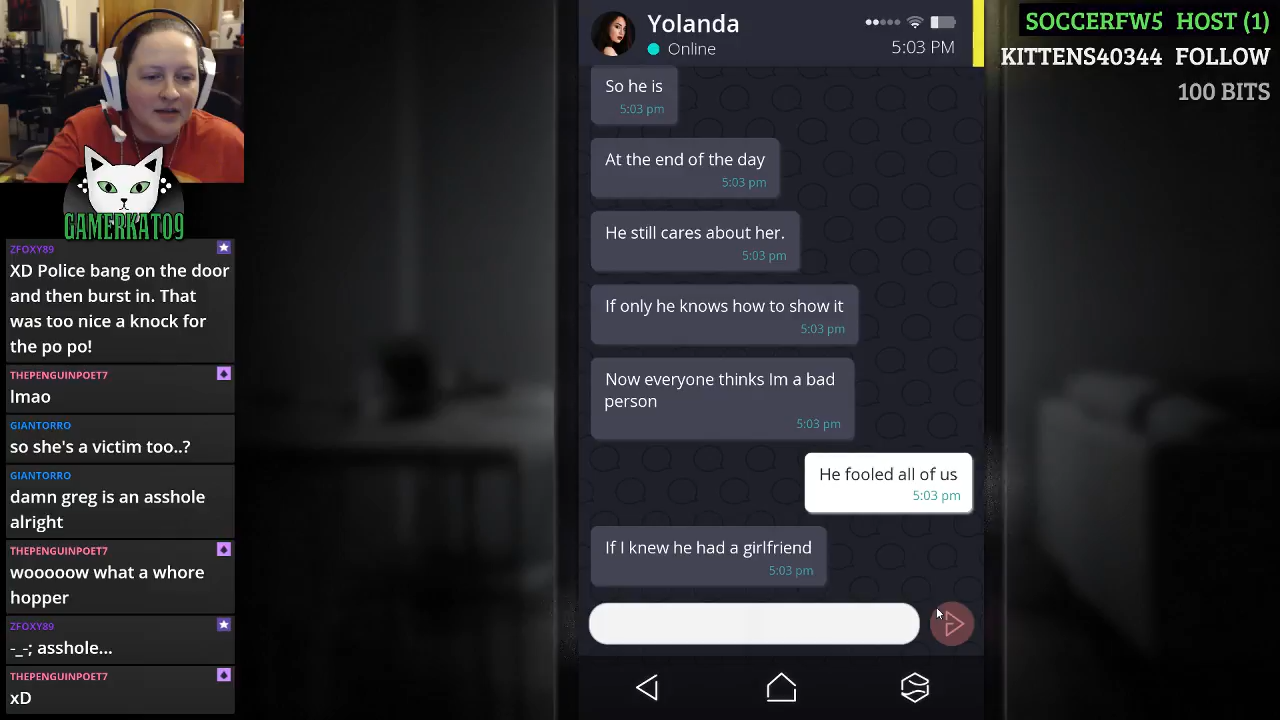 Yolanda
Online
5:03 PM
SOCCERFW5 HOST (1)
KITTENS40344 FOLLOW
100 BITS
So he is
5:03 pm
At the end of the day
5:03 pm
He still cares about her.
5:03 pm
If only he knows how to show it
5:03 pm
Now everyone thinks Im a bad
person
5:03 pm
He fooled all of us
5:03 pm
If I knew he had a girlfriend
5:03 pm
GAMERKAT09
ZFOXY89
XD Police bang on the door
and then burst in. That
was too nice a knock for
the po po!
THEPENGUINPOET7
lmao
GIANTORRO
so she's a victim too..?
GIANTORRO
damn greg is an asshole
alright
THEPENGUINPOET7
wooooow what a whore
hopper
ZFOXY89
-_-; asshole...
THEPENGUINPOET7
xD